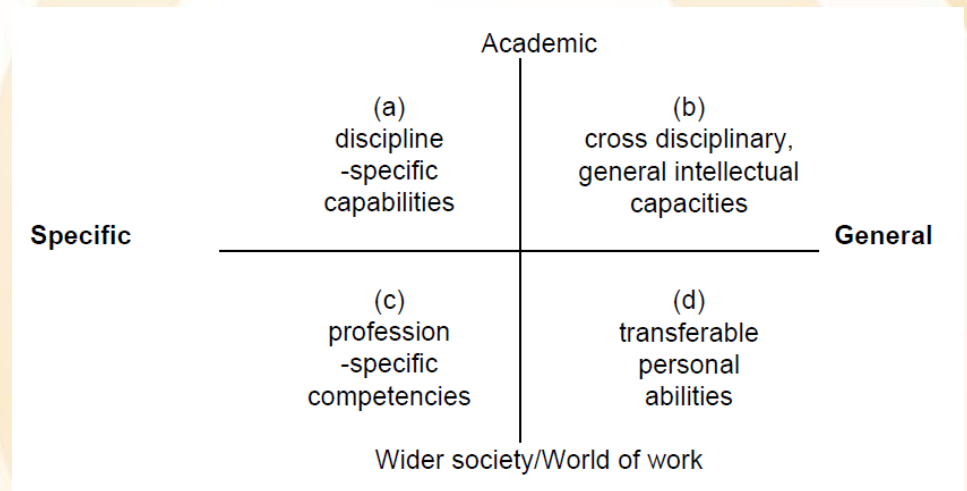 Academic
(a)
discipline
-specific
capabilities
(b)
cross disciplinary,
general intellectual
capacities
Specific
General
(c)
profession
-specific
competencies
(d)
transferable
personal
abilities
Wider society/World of work